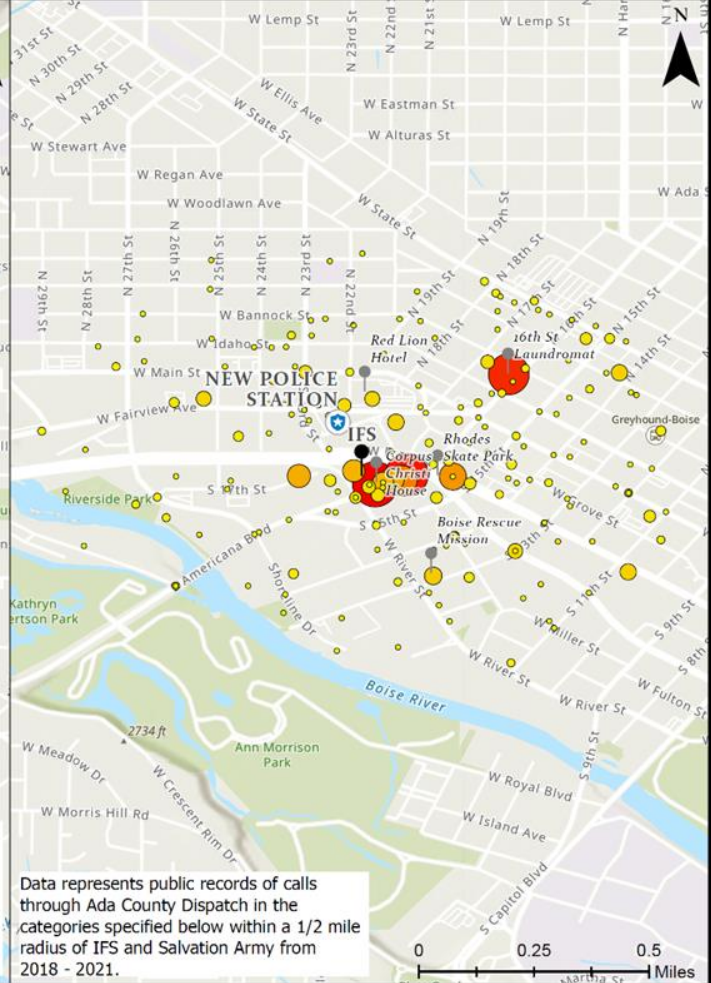 W Lemp St
W Lemp St
N
31st St
N 30th St
N 29th St
N 28th St
N 23rd St
N 22nd
N 21st S
N Har
W Ellis Ave
W State St
W Eastman St
W Alturas St
W Stewart Ave
W Regan Ave
W Woodlawn Ave
W State St
W Ada S
N 29th St
N 28th St
N 27th St
N 26th St
N 25th St
N 24th St
N 23rd St
N 22nd St
N 19th St
N 18th St
N 19th St
N 18th St
N 17th St
16th St
N 15th St
N 14th St
W Bannock St
W Idaho St
W Main St
W Fairview Ave
Red Lion
Hotel
16th St
Laundromat
NEW POLICE
STATION
IFS
Greyhound-Boise
Rhodes
Skate Park
Corpus
Christi
House
S 17th St
Riverside Park
W Grove St
Boise Rescue
Mission
Americana Blvd
Shoreline Dr
W River St
S 11th St
S 9th St
S 8th
Kathryn
ertson Park
W Miller St
W River St
W River St
W Fulton St
Boise River
S 9th St
2734 ft
Ann Morrison
Park
W Meadow Dr
W Crescent Rim Dr
W Morris Hill Rd
W Royal Blvd
W Island Ave
S Capitol Blvd
Data represents public records of calls
through Ada County Dispatch in the
categories specified below within a 1/2 mile
radius of IFS and Salvation Army from
2018 - 2021.
0 0.25 0.5
Miles
Martha St